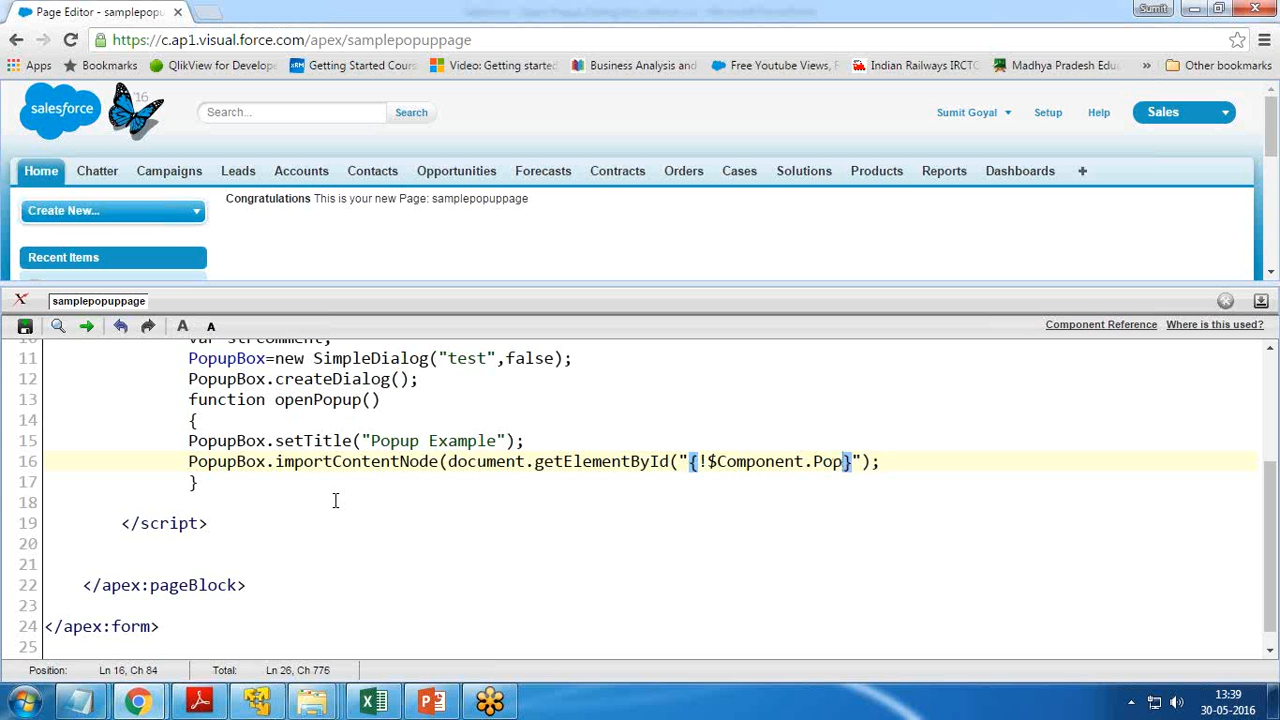 Page Editor - samplepopu
Sumit
https://c.ap1.visual.force.com/apex/samplepopuppage
Apps Bookmarks QlikView for Develope Getting Started Cours Video: Getting started Business Analysis and Free Youtube Views, F Indian Railways IRCTC Madhya Pradesh Educ » Other bookmarks
salesforce '16 Search... Search Sumit Goyal Setup Help Sales
Home Chatter Campaigns Leads Accounts Contacts Opportunities Forecasts Contracts Orders Cases Solutions Products Reports Dashboards +
Create New... Congratulations This is your new Page: samplepopuppage
Recent Items
samplepopuppage
A A Component Reference Where is this used?
10 var strComment;
11 PopupBox=new SimpleDialog("test",false);
12 PopupBox.createDialog();
13 function openPopup()
14 {
15 PopupBox.setTitle("Popup Example");
16 PopupBox.importContentNode(document.getElementById("{!$Component.Pop}");
17 }
18
19 </script>
20
21
22 </apex:pageBlock>
23
24 </apex:form>
25
Position: Ln 16, Ch 84 Total: Ln 26, Ch 776
13:39
30-05-2016